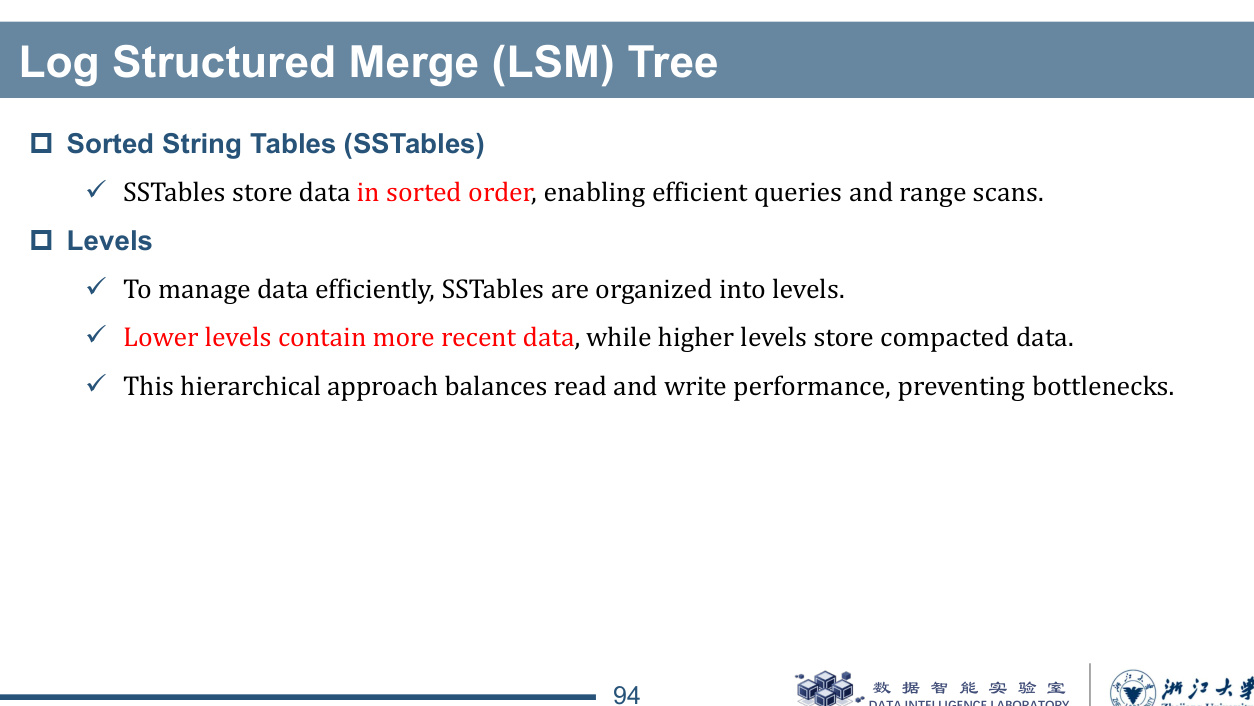 Log Structured Merge (LSM) Tree
Sorted String Tables (SSTables)
SSTables store data in sorted order, enabling efficient queries and range scans.
Levels
To manage data efficiently, SSTables are organized into levels.
Lower levels contain more recent data, while higher levels store compacted data.
This hierarchical approach balances read and write performance, preventing bottlenecks.
94
数据智能实验室
DATA INTELLIGENCE LABORATORY
浙江大学